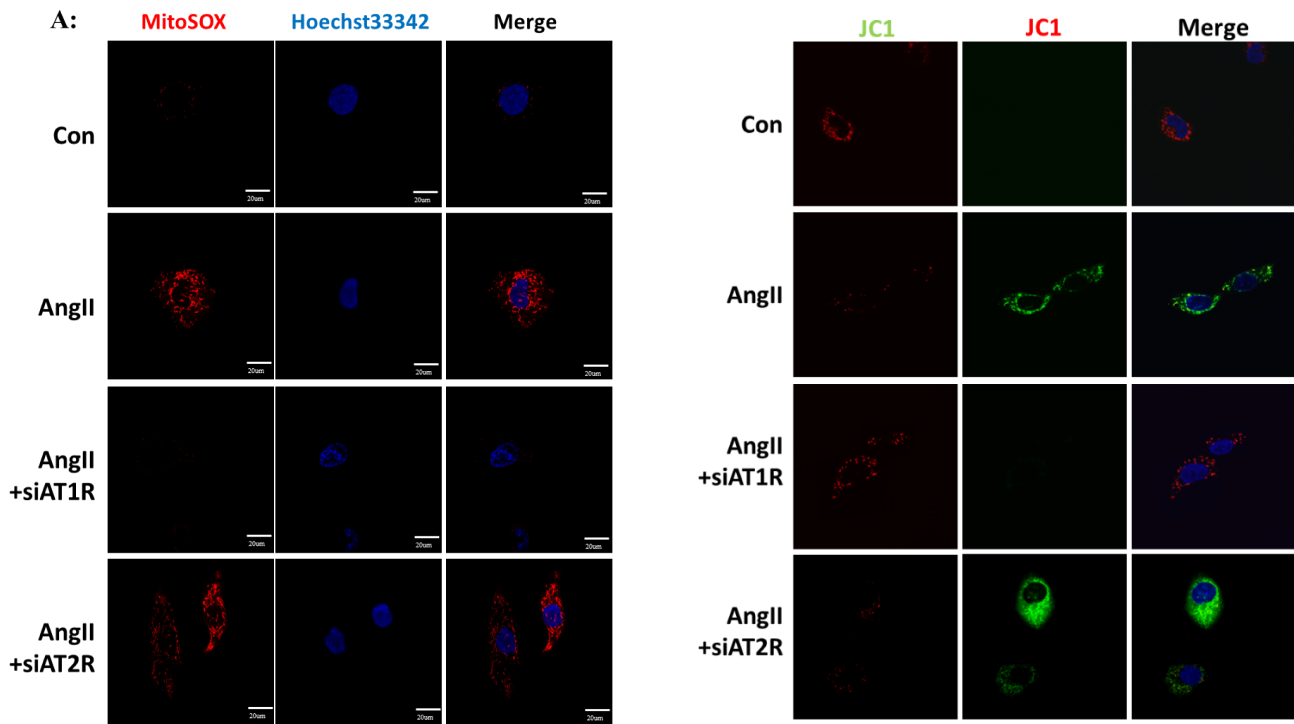 A:
MitoSOX Hoechst33342 Merge
Con
20um 20um 20um
AngII
20um 20um 20um
AngII
+siAT1R
20um 20um 20um
AngII
+siAT2R
20um 20um 20um
JC1 JC1 Merge
Con
AngII
AngII
+siAT1R
AngII
+siAT2R